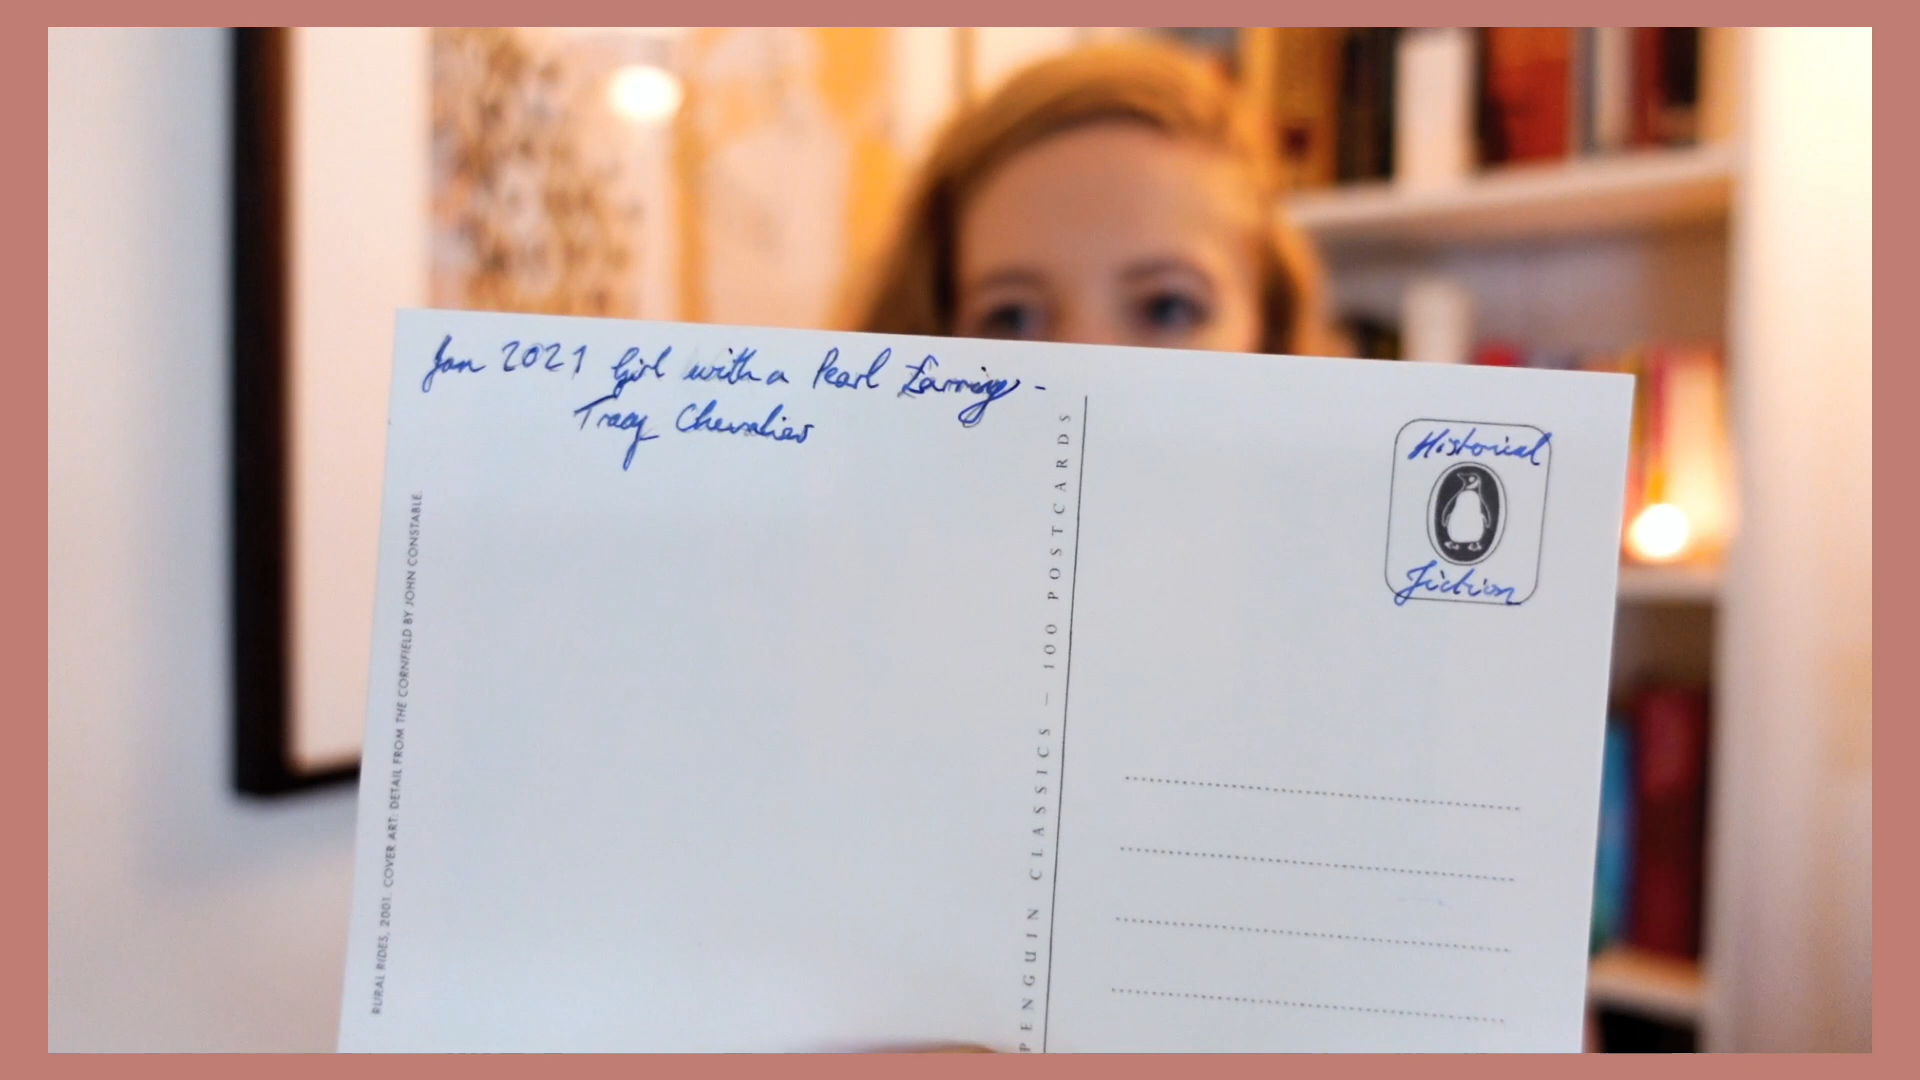 Jan 2021 Girl with a Pearl Earring -
Tracy Chevalier
RURAL RIDES, 2001. COVER ART: DETAIL FROM THE CORNFIELD BY JOHN CONSTABLE.
PENGUIN CLASSICS – 100 POSTCARDS
Historical
Fiction